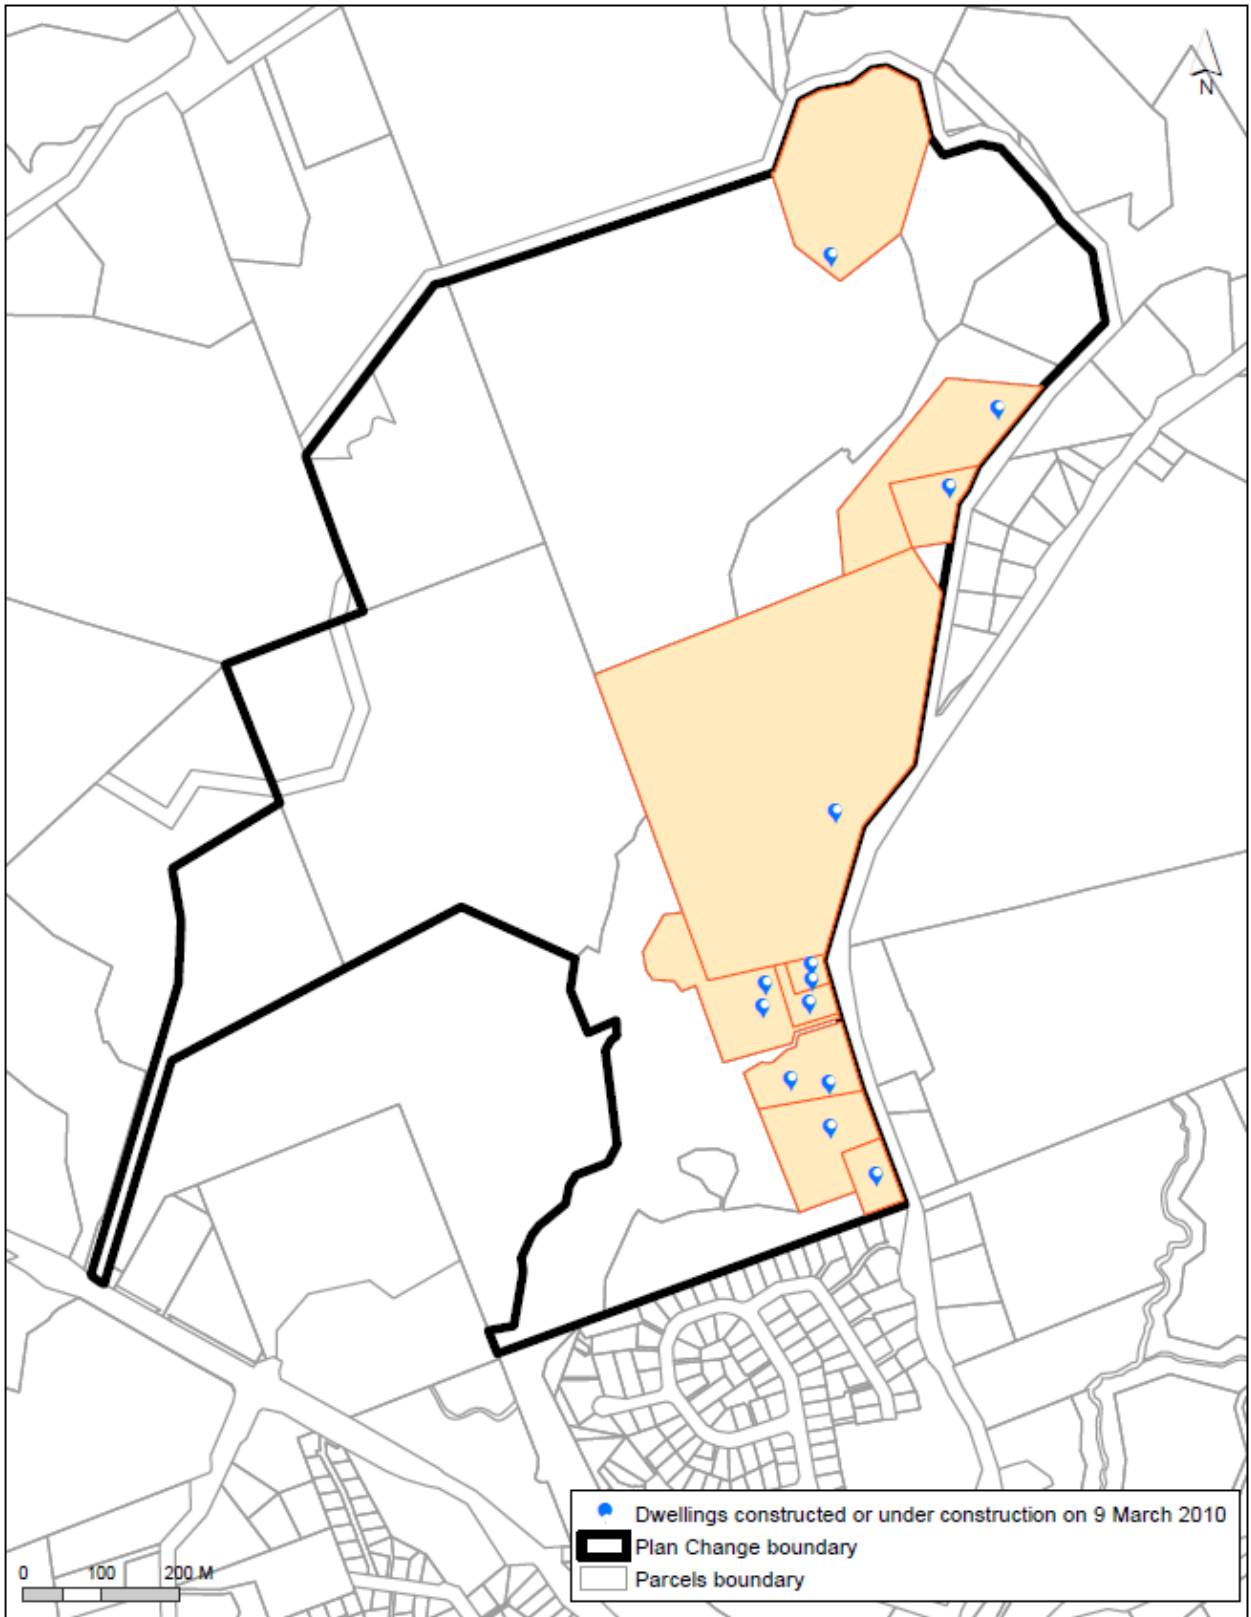 N
Dwellings constructed or under construction on 9 March 2010
Plan Change boundary
Parcels boundary
0 100 200 M